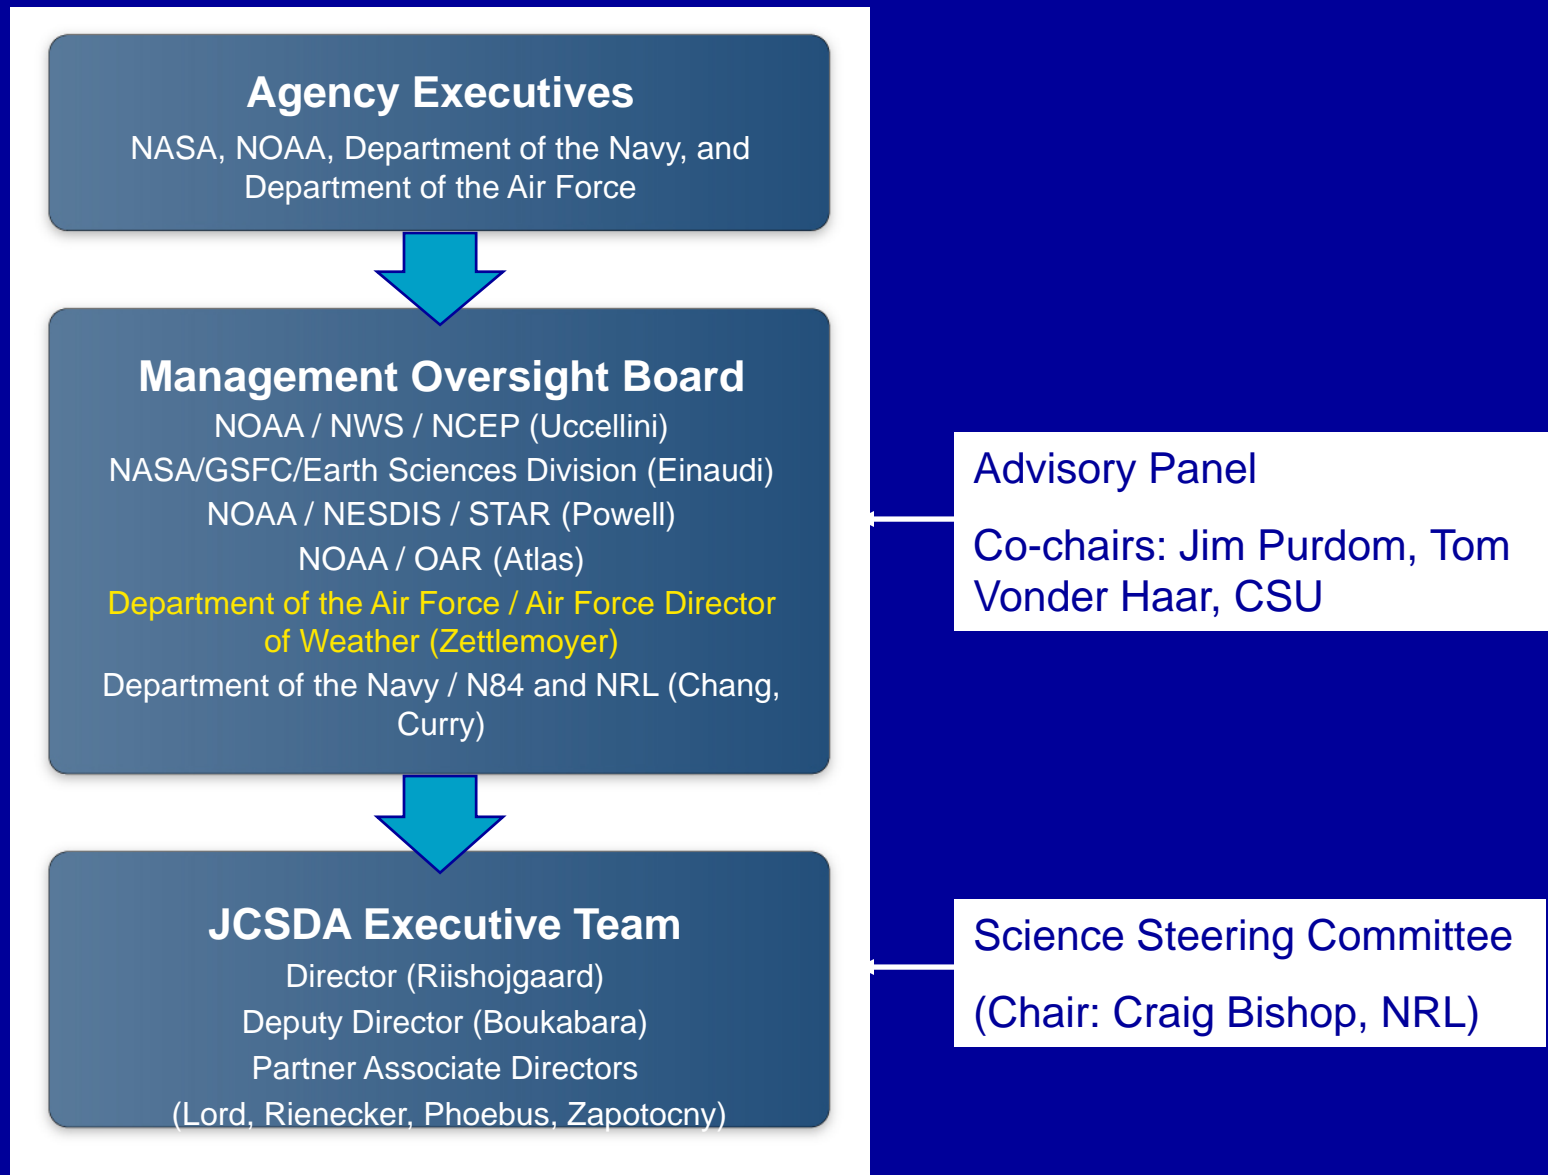 Agency Executives
NASA, NOAA, Department of the Navy, and
Department of the Air Force
Management Oversight Board
NOAA / NWS / NCEP (Uccellini)
NASA/GSFC/Earth Sciences Division (Einaudi)
NOAA / NESDIS / STAR (Powell)
NOAA / OAR (Atlas)
Department of the Air Force / Air Force Director
of Weather (Zettlemoyer)
Department of the Navy / N84 and NRL (Chang,
Curry)
Advisory Panel
Co-chairs: Jim Purdom, Tom
Vonder Haar, CSU
JCSDA Executive Team
Director (Riishojgaard)
Deputy Director (Boukabara)
Partner Associate Directors
(Lord, Rienecker, Phoebus, Zapotocny)
Science Steering Committee
(Chair: Craig Bishop, NRL)